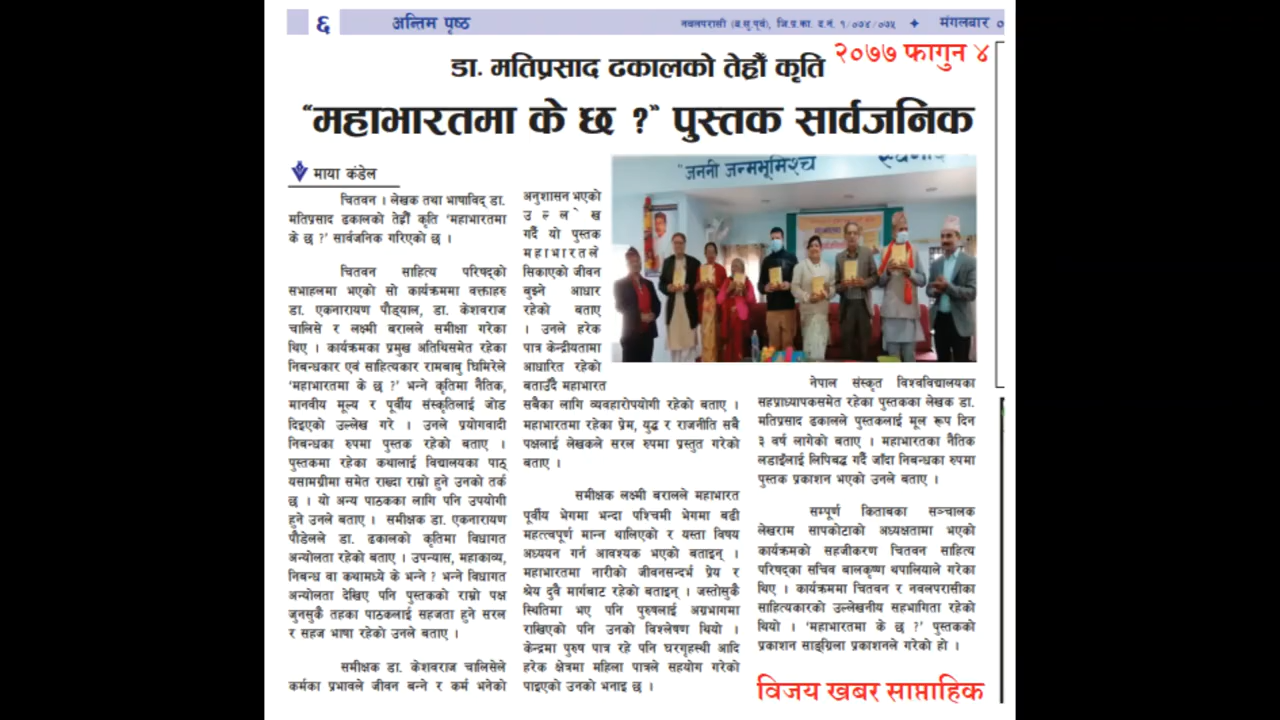 ६ अन्तिम पृष्ठ नवलपरासी (ब.सु.पूर्व), जि.प्र.का. द.नं. १/०७४/०७५ मंगलबार
२०७७ फागुन ४
डा. मतिप्रसाद ढकालको तेह्रौँ कृति
"महाभारतमा के छ ?" पुस्तक सार्वजनिक
माया कंडेल
चितवन । लेखक तथा भाषाविद् डा.
मतिप्रसाद ढकालको तेह्रौँ कृति 'महाभारतमा
के छ ?' सार्वजनिक गरिएको छ ।
चितवन साहित्य परिषद्को
सभाहलमा भएको सो कार्यक्रममा वक्ताहरु
डा. एकनारायण पौड्याल, डा. केशवराज
चालिसे र लक्ष्मी बरालले समीक्षा गरेका
थिए । कार्यक्रमका प्रमुख अतिथिसमेत रहेका
निबन्धकार एवं साहित्यकार रामबाबु घिमिरेले
'महाभारतमा के छ ?' भन्ने कृतिमा नैतिक,
मानवीय मूल्य र पूर्वीय संस्कृतिलाई जोड
दिइएको उल्लेख गरे । उनले प्रयोगवादी
निबन्धका रुपमा पुस्तक रहेको बताए ।
पुस्तकमा रहेका कथालाई विद्यालयका पाठ्
यसामग्रीमा समेत राख्दा राम्रो हुने उनको तर्क
छ । यो अन्य पाठकका लागि पनि उपयोगी
हुने उनले बताए । समीक्षक डा. एकनारायण
पौडेलले डा. ढकालको कृतिमा विधागत
अन्योलता रहेको बताए । उपन्यास, महाकाव्य,
निबन्ध वा कथामध्ये के भन्ने ? भन्ने विधागत
अन्योलता देखिए पनि पुस्तकको राम्रो पक्ष
जुनसुकै तहका पाठकलाई सहजता हुने सरल
र सहज भाषा रहेको उनले बताए ।
समीक्षक डा. केशवराज चालिसेले
कर्मका प्रभावले जीवन बन्ने र कर्म भनेको
अनुशासन भएको
उल्लेख
गर्दै यो पुस्तक
महाभारतले
सिकाएको जीवन
बुझ्ने आधार
रहेको बताए
। उनले हरेक
पात्र केन्द्रीयतामा
आधारित रहेको
बताउँदै महाभारत
सबैका लागि व्यवहारोपयोगी रहेको बताए ।
महाभारतमा रहेका प्रेम, युद्ध र राजनीति सबै
पक्षलाई लेखकले सरल रुपमा प्रस्तुत गरेको
बताए ।
समीक्षक लक्ष्मी बरालले महाभारत
पूर्वीय भेगमा भन्दा पश्चिमी भेगमा बढी
महत्त्वपूर्ण मान्न थालिएको र यस्ता विषय
अध्ययन गर्न आवश्यक भएको बताइन् ।
महाभारतमा नारीको जीवनसन्दर्भ प्रेय र
श्रेय दुवै मार्गबाट रहेको बताइन् । जस्तोसुकै
स्थितिमा भए पनि पुरुषलाई अग्रभागमा
राखिएको पनि उनको विश्लेषण थियो ।
केन्द्रमा पुरुष पात्र रहे पनि घरगृहस्थी आदि
हरेक क्षेत्रमा महिला पात्रले सहयोग गरेको
पाइएको उनको भनाइ छ ।
"जननी जन्मभूमिश्च
नेपाल संस्कृत विश्वविद्यालयका
सहप्राध्यापकसमेत रहेका पुस्तकका लेखक डा.
मतिप्रसाद ढकालले पुस्तकलाई मूल रूप दिन
३ वर्ष लागेको बताए । महाभारतका नैतिक
लडाइँलाई लिपिबद्ध गर्दै जाँदा निबन्धका रुपमा
पुस्तक प्रकाशन भएको उनले बताए ।
सम्पूर्ण किताबका सञ्चालक
लेखराम सापकोटाको अध्यक्षतामा भएको
कार्यक्रमको सहजीकरण चितवन साहित्य
परिषद्का सचिव बालकृष्ण थपालियाले गरेका
थिए । कार्यक्रममा चितवन र नवलपरासीका
साहित्यकारको उल्लेखनीय सहभागिता रहेको
थियो । 'महाभारतमा के छ ?' पुस्तकको
प्रकाशन साङ्ग्रिला प्रकाशनले गरेको हो ।
विजय खबर साप्ताहिक